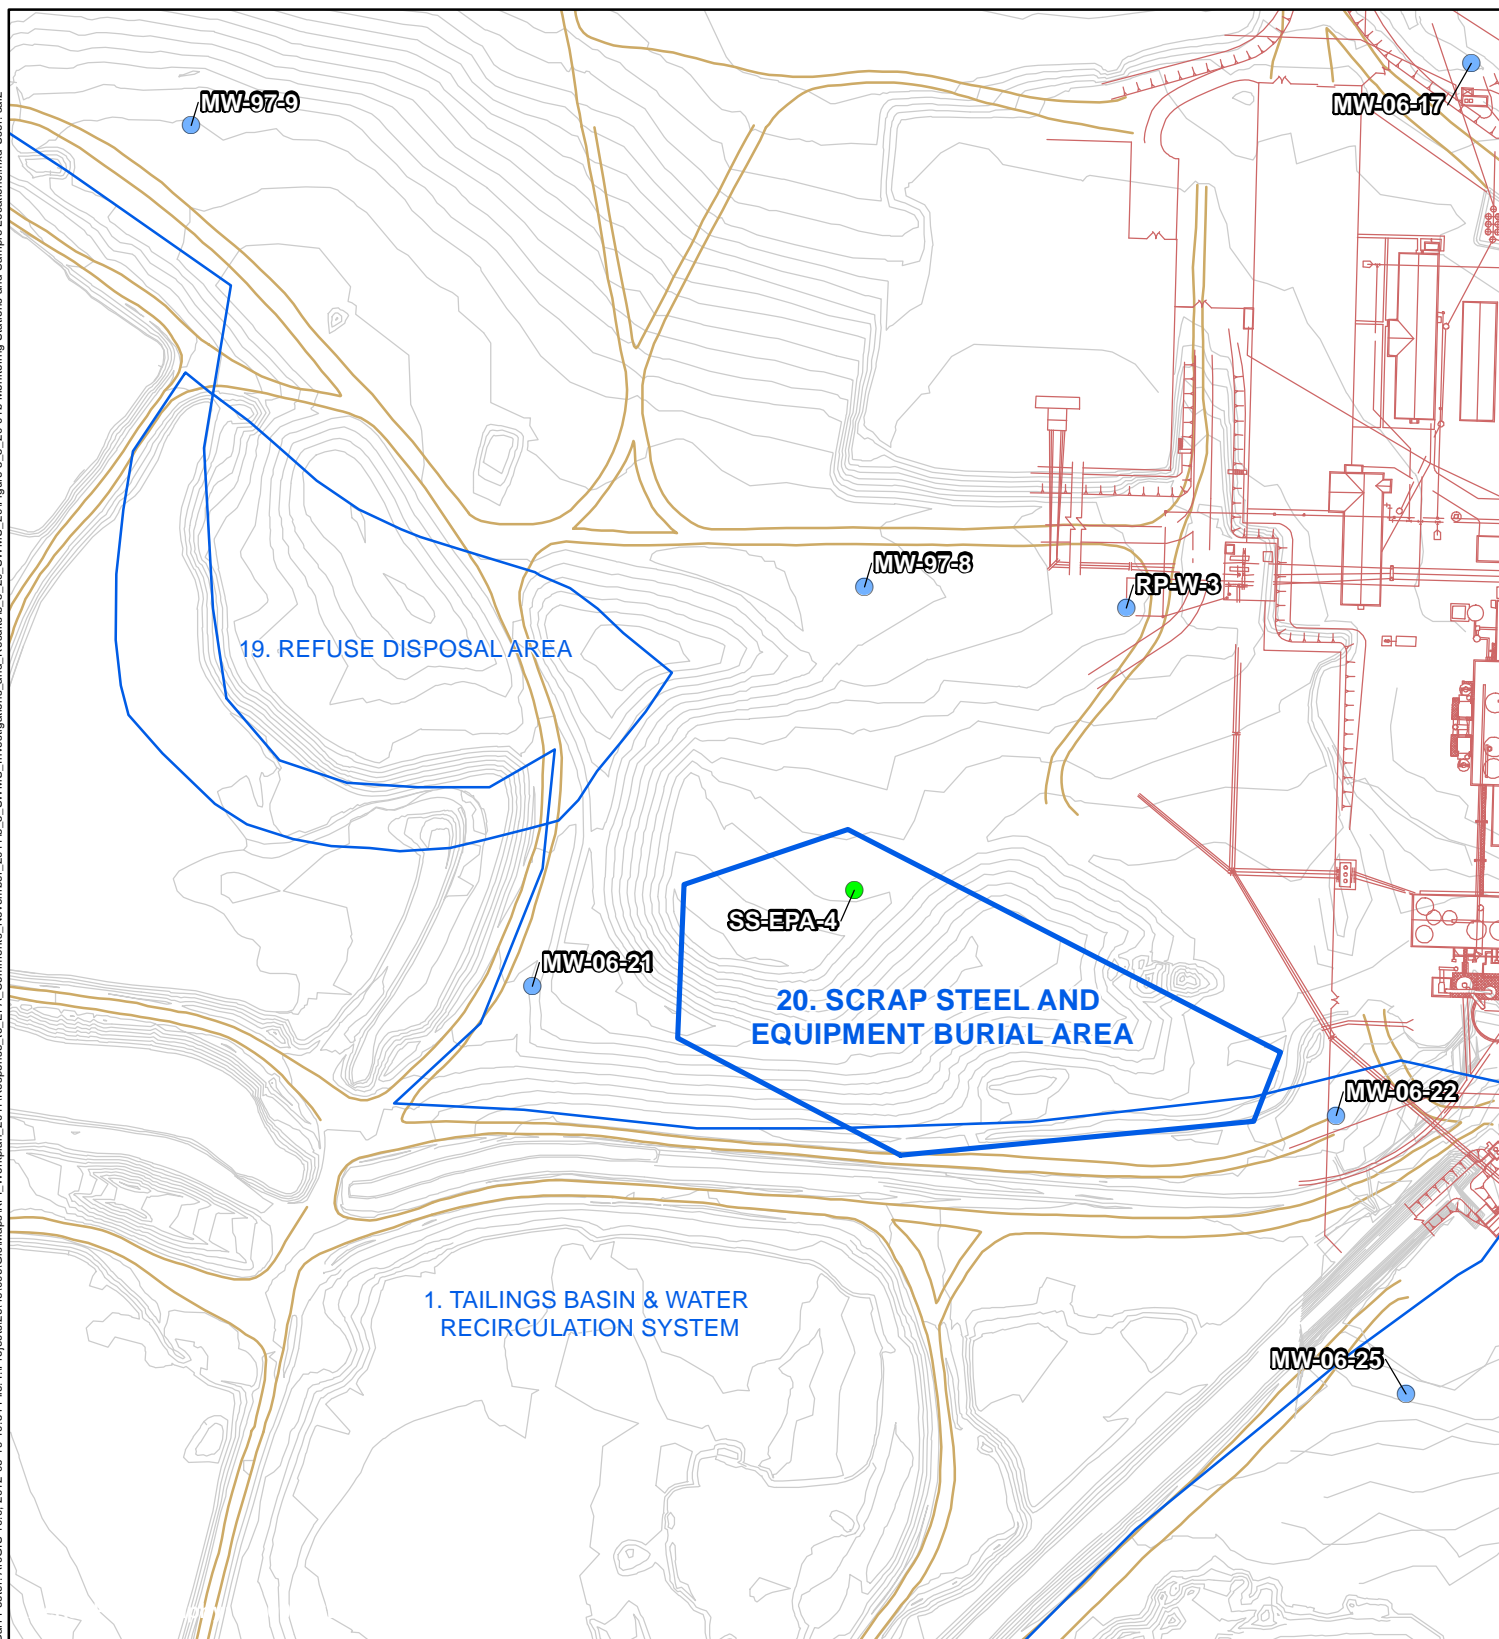 MW-97-9
MW-06-17
MW-97-8
RP-W-3
19. REFUSE DISPOSAL AREA
SS-EPA-4
MW-06-21
20. SCRAP STEEL AND
EQUIPMENT BURIAL AREA
MW-06-22
1. TAILINGS BASIN & WATER
RECIRCULATION SYSTEM
MW-06-25